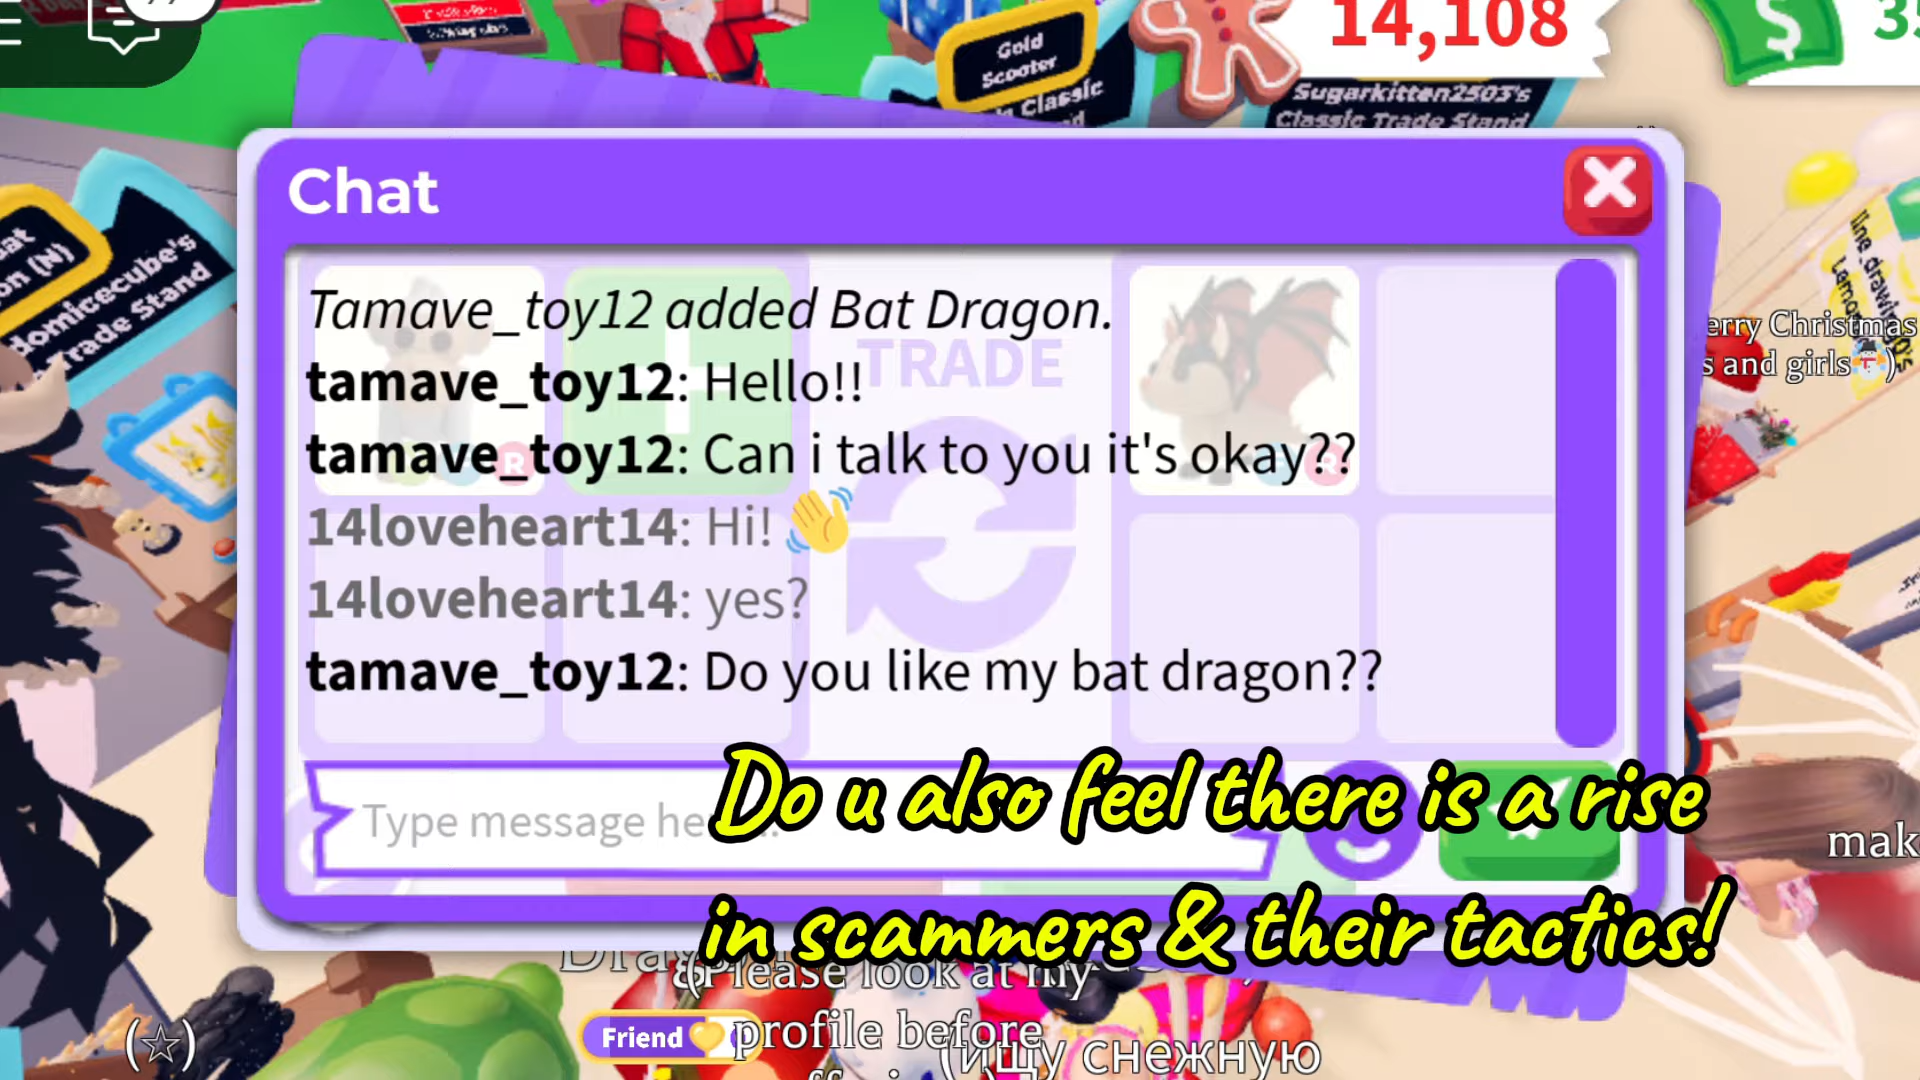 14,108
Gold
Scooter
Classic
Sugarkitten2503's
Classic Trade Stand
Chat
(N)
domicecube's
Trade Stand
Tamave_toy12 added Bat Dragon.
TRADE
tamave_toy12: Hello!!
tamave_toy12: Can i talk to you it's okay??
14loveheart14: Hi! 👋
14loveheart14: yes?
tamave_toy12: Do you like my bat dragon??
erry Christmas
s and girls⛄)
Type message he
Do u also feel there is a rise
in scammers & their tactics!
mak
Please look at my
profile before
Friend 💛
(☆)
(ищу снежную